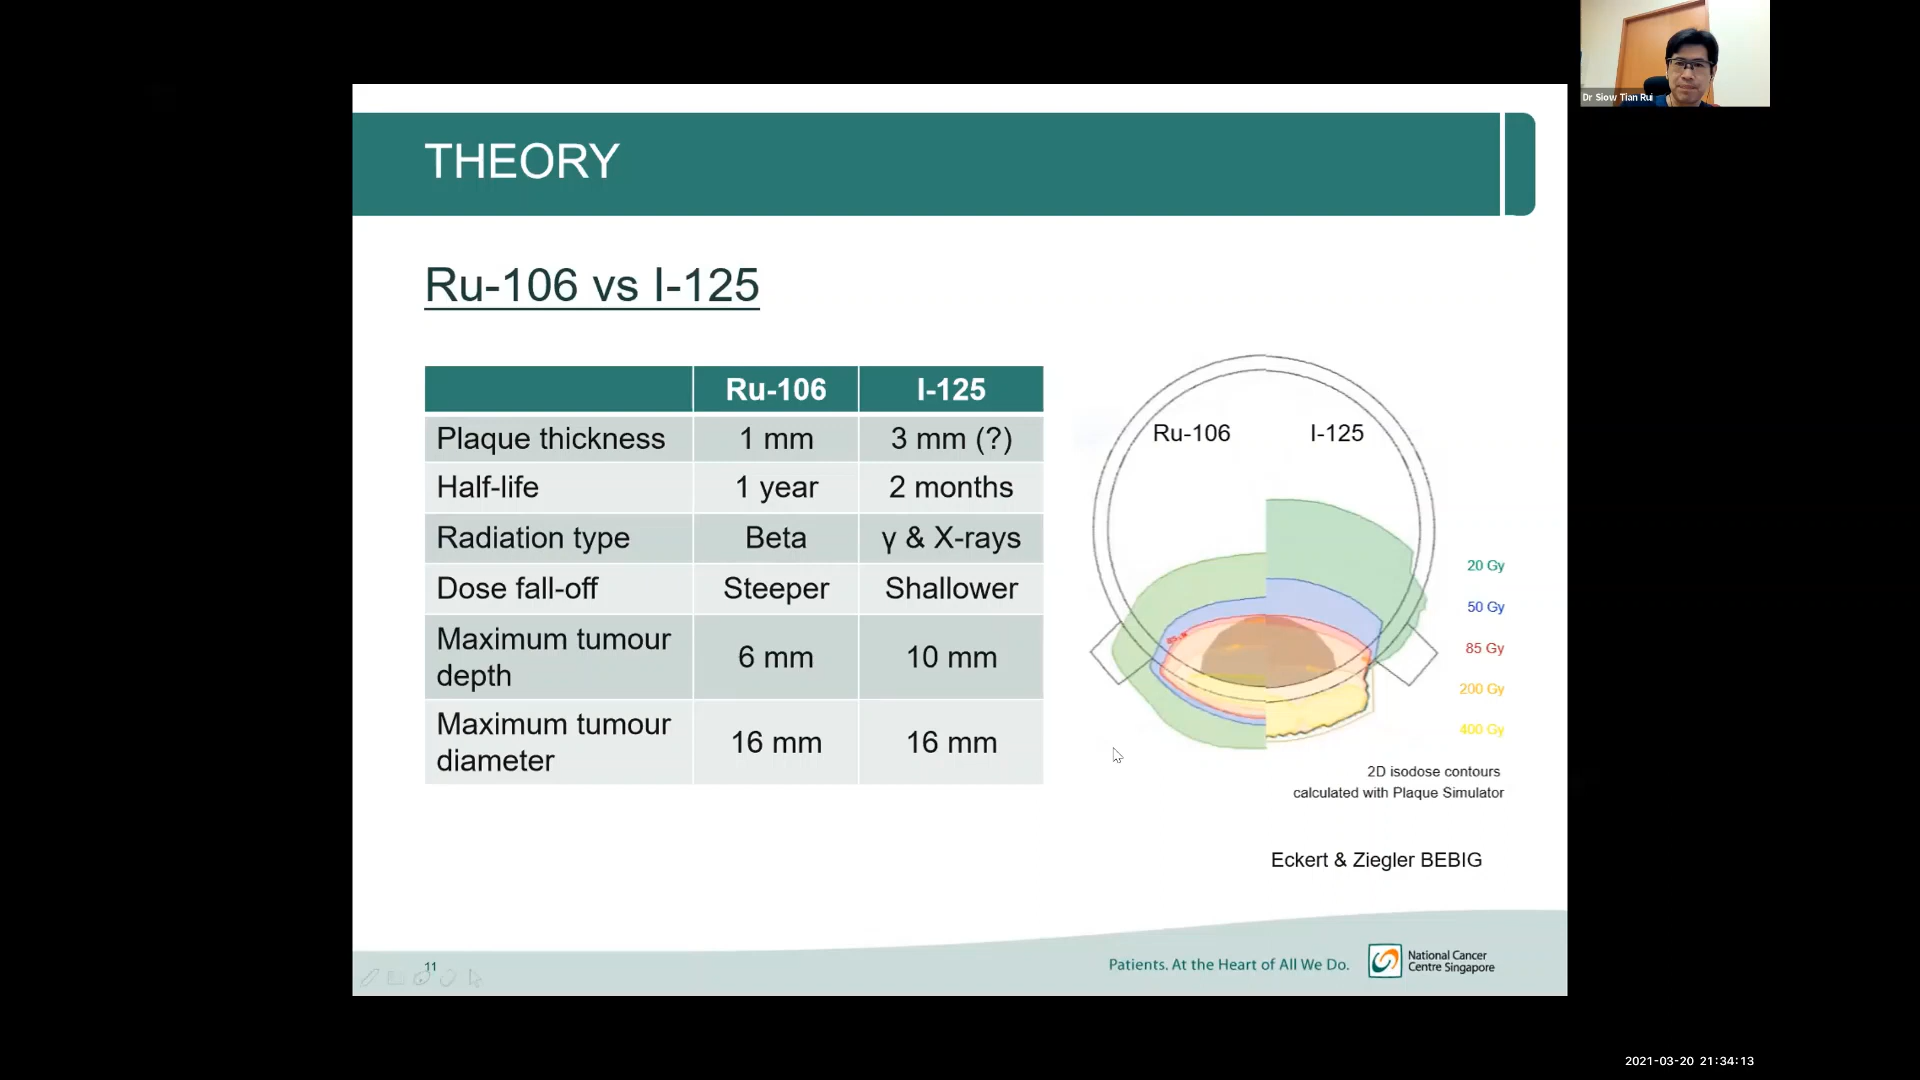 Dr Siow Tian Rui
THEORY
Ru-106 vs I-125
Ru-106 I-125
Plaque thickness 1 mm 3 mm (?)
Half-life 1 year 2 months
Radiation type Beta γ & X-rays
Dose fall-off Steeper Shallower
Maximum tumour
depth 6 mm 10 mm
Maximum tumour
diameter 16 mm 16 mm
Ru-106 I-125
20 Gy
50 Gy
85 Gy
200 Gy
400 Gy
2D isodose contours
calculated with Plaque Simulator
Eckert & Ziegler BEBIG
11
Patients. At the Heart of All We Do.
National Cancer
Centre Singapore
2021-03-20 21:34:13